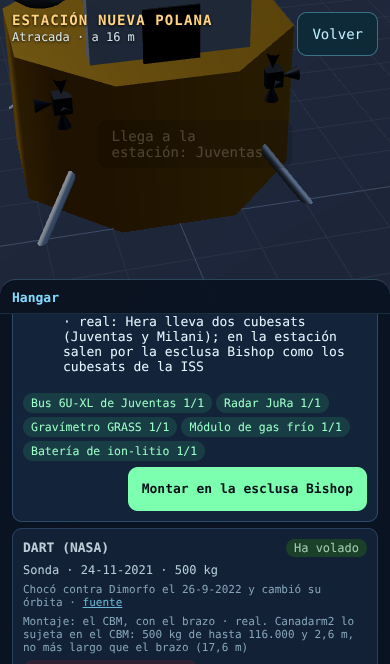 ESTACIÓN NUEVA POLANA
Atracada · a 16 m
Volver
Llega a la
estación: Juventas
Hangar
· real: Hera lleva dos cubesats
(Juventas y Milani); en la estación
salen por la esclusa Bishop como los
cubesats de la ISS
Bus 6U-XL de Juventas 1/1 Radar JuRa 1/1
Gravímetro GRASS 1/1 Módulo de gas frío 1/1
Batería de ion-litio 1/1
Montar en la esclusa Bishop
DART (NASA) Ha volado
Sonda · 24-11-2021 · 500 kg
Chocó contra Dimorfo el 26-9-2022 y cambió su
órbita · fuente
Montaje: el CBM, con el brazo · real. Canadarm2 lo
sujeta en el CBM: 500 kg de hasta 116.000 y 2,6 m,
no más largo que el brazo (17,6 m)